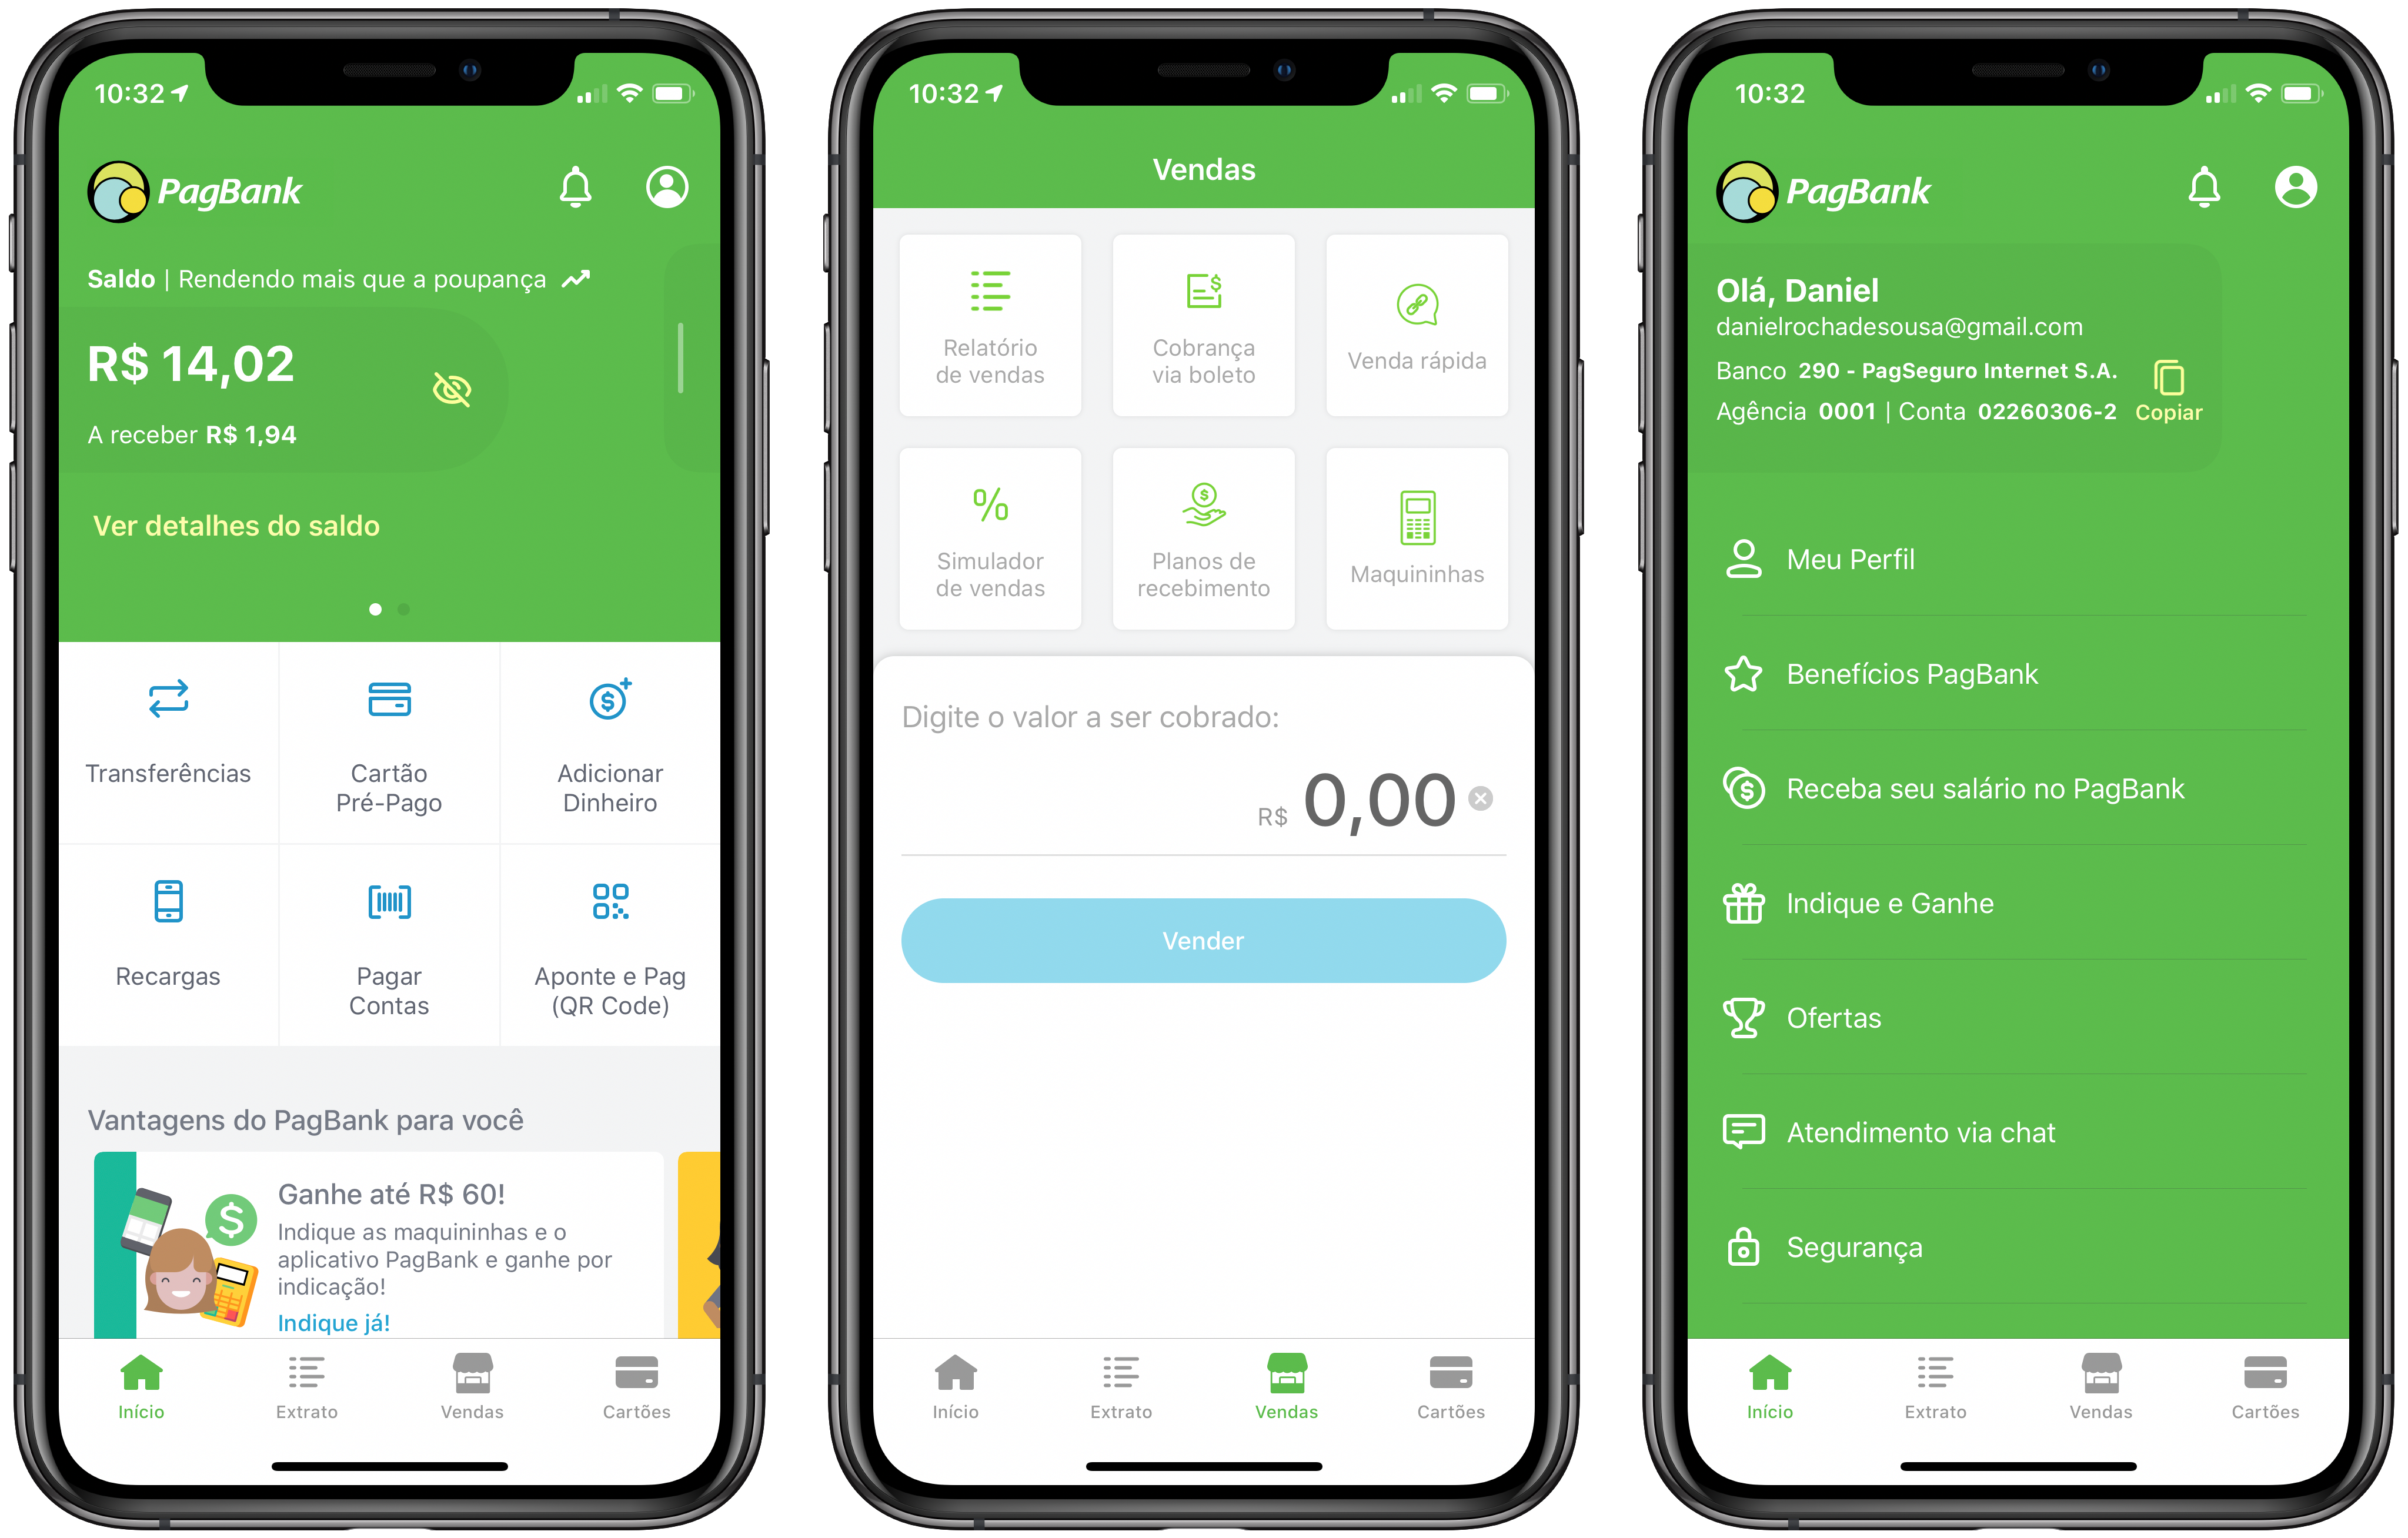 10:32
PagBank
Saldo | Rendendo mais que a poupança
R$ 14,02
A receber R$ 1,94
Ver detalhes do saldo
Transferências
Cartão
Pré-Pago
Adicionar
Dinheiro
Recargas
Pagar
Contas
Aponte e Pag
(QR Code)
Vantagens do PagBank para você
Ganhe até R$ 60!
Indique as maquininhas e o
aplicativo PagBank e ganhe por
indicação!
Indique já!
Início
Extrato
Vendas
Cartões
10:32
Vendas
Relatório
de vendas
Cobrança
via boleto
Venda rápida
Simulador
de vendas
Planos de
recebimento
Maquininhas
Digite o valor a ser cobrado:
R$ 0,00
Vender
Início
Extrato
Vendas
Cartões
10:32
PagBank
Olá, Daniel
danielrochadesousa@gmail.com
Banco 290 - PagSeguro Internet S.A.
Agência 0001 | Conta 02260306-2
Copiar
Meu Perfil
Benefícios PagBank
Receba seu salário no PagBank
Indique e Ganhe
Ofertas
Atendimento via chat
Segurança
Início
Extrato
Vendas
Cartões